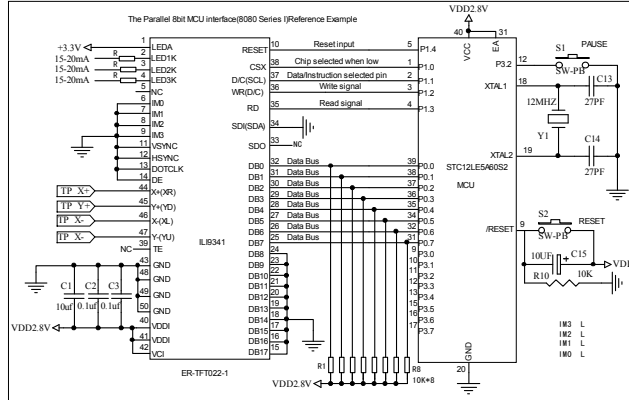 The Parallel 8bit MCU interface(8080 Series I)Reference Example
VDD2.8V
40
31
VCC
EA
+3.3V
15-20mA
15-20mA
15-20mA
R
R
R
1 LEDA
2 LED1K
3 LED2K
4 LED3K
5 NC
6 IM0
7 IM1
8 IM2
9 IM3
11 VSYNC
12 HSYNC
13 DOTCLK
14 DE
TP X+ 44 X+(XR)
TP Y+ 45 Y+(YD)
TP X- 46 X-(XL)
TP X- 47 Y-(YU)
NC 39 TE
43 GND
48 GND
49 GND
50 GND
40 VDDI
41 VDDI
42 VCI
C1 C2 C3
10uf 0.1uf 0.1uf
VDD2.8V
ILI9341
ER-TFT022-1
RESET 10 Reset input 5 P1.4
CSX 38 Chip selected when low 1 P1.0
D/C(SCL) 37 Data/Instruction selected pin 2 P1.1
WR(D/C) 36 Write signal 3 P1.2
RD 35 Read signal 4 P1.3
SDI(SDA) 34
SDO 33 NC
DB0 32 Data Bus 39 P0.0
DB1 31 Data Bus 38 P0.1
DB2 30 Data Bus 37 P0.2
DB3 29 Data Bus 36 P0.3
DB4 28 Data Bus 35 P0.4
DB5 27 Data Bus 34 P0.5
DB6 26 Data Bus 32 P0.6
DB7 25 Data Bus 31 P0.7
DB8 24
DB9 23
DB10 22
DB11 21
DB12 20
DB13 19
DB14 18
DB15 17
DB16 16
DB17 15
9 P3.0
10 P3.1
11 P3.2
12 P3.3
13 P3.4
14 P3.5
15 P3.6
16 P3.7
17
R1
R8
10K*8
VDD2.8V
GND
20
STC12LE5A60S2
MCU
P3.2 12
S1 PAUSE
SW-PB
XTAL1 18
C13
27PF
12MHZ
Y1
XTAL2 19
C14
27PF
/RESET 9
S2 RESET
SW-PB
10UF + C15
R10 10K
VDI
IM3 L
IM2 L
IM1 L
IM0 L